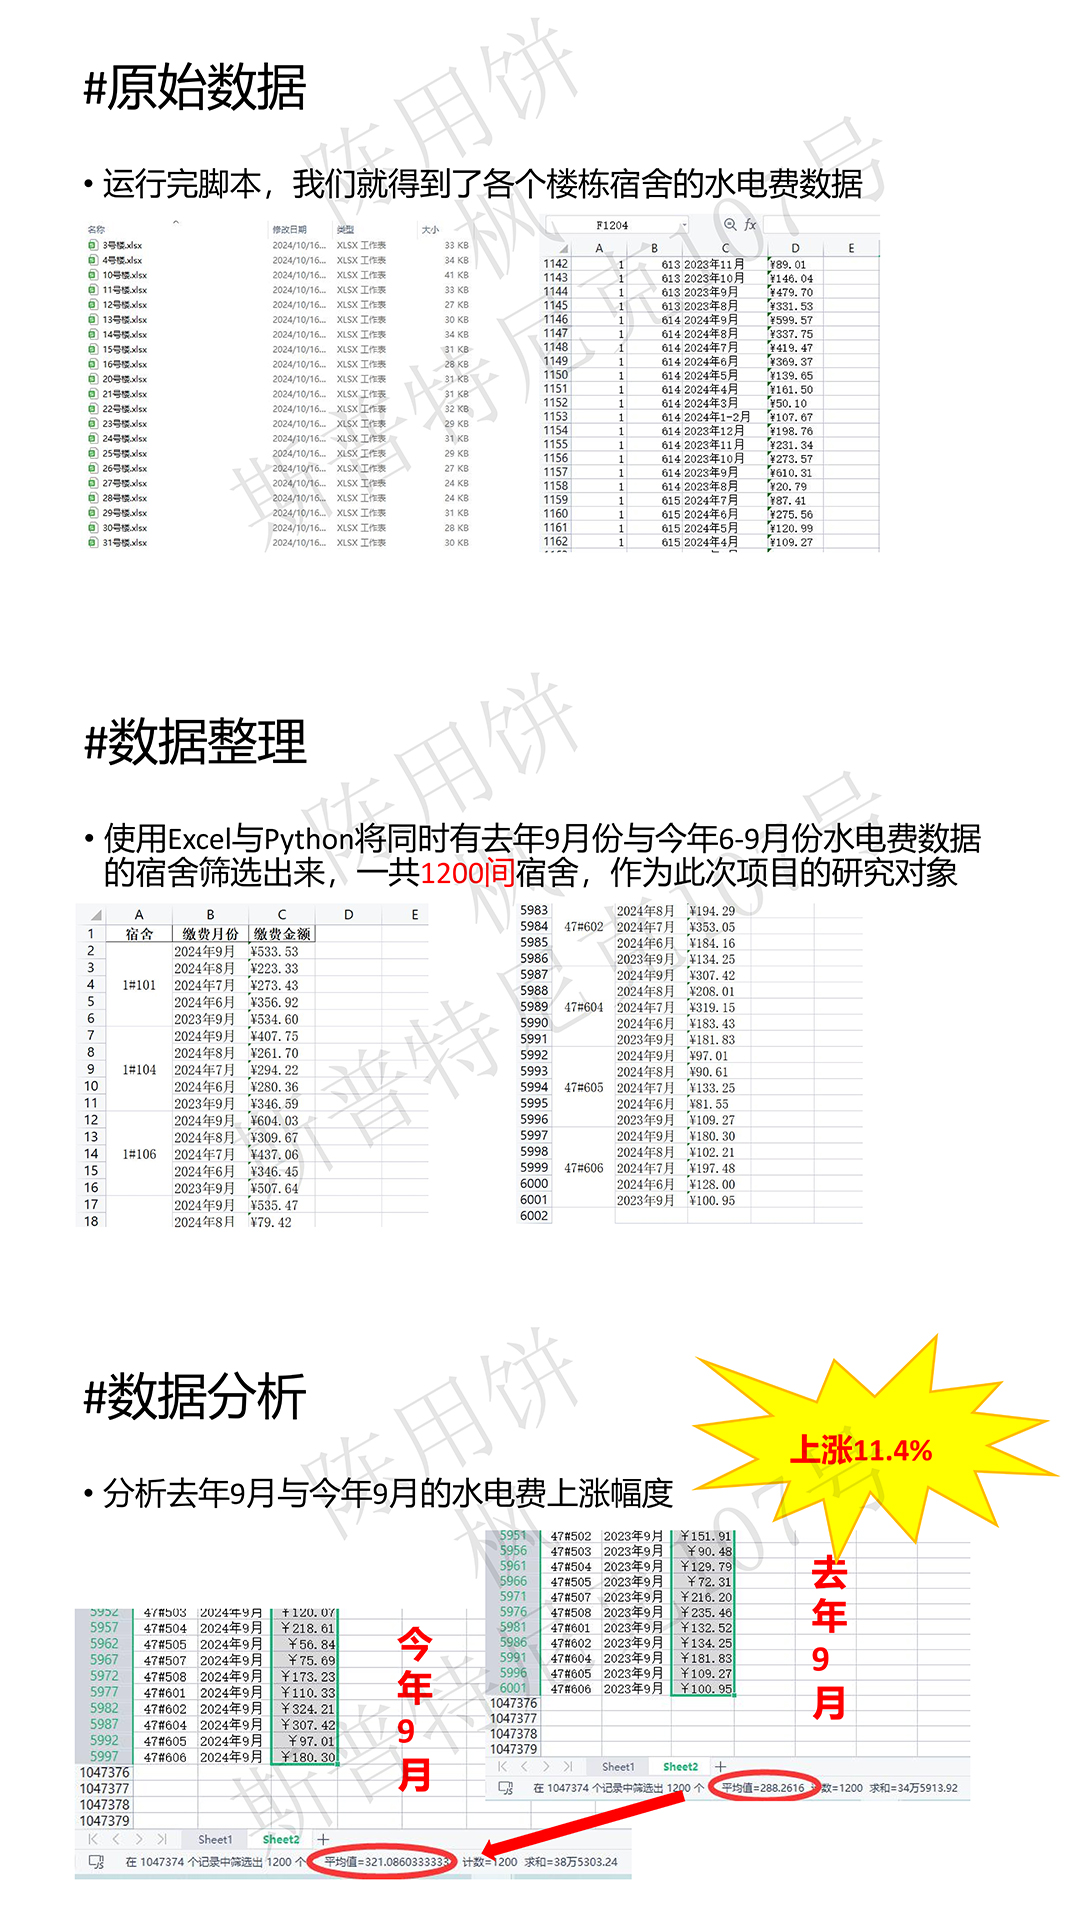 #原始数据
• 运行完脚本，我们就得到了各个楼栋宿舍的水电费数据
名称 修改日期 类型 大小
3号楼.xlsx 2024/10/16... XLSX 工作表 33 KB
4号楼.xlsx 2024/10/16... XLSX 工作表 34 KB
10号楼.xlsx 2024/10/16... XLSX 工作表 41 KB
11号楼.xlsx 2024/10/16... XLSX 工作表 33 KB
12号楼.xlsx 2024/10/16... XLSX 工作表 27 KB
13号楼.xlsx 2024/10/16... XLSX 工作表 30 KB
14号楼.xlsx 2024/10/16... XLSX 工作表 34 KB
15号楼.xlsx 2024/10/16... XLSX 工作表 31 KB
16号楼.xlsx 2024/10/16... XLSX 工作表 28 KB
20号楼.xlsx 2024/10/16... XLSX 工作表 31 KB
21号楼.xlsx 2024/10/16... XLSX 工作表 31 KB
22号楼.xlsx 2024/10/16... XLSX 工作表 32 KB
23号楼.xlsx 2024/10/16... XLSX 工作表 29 KB
24号楼.xlsx 2024/10/16... XLSX 工作表 31 KB
25号楼.xlsx 2024/10/16... XLSX 工作表 29 KB
26号楼.xlsx 2024/10/16... XLSX 工作表 27 KB
27号楼.xlsx 2024/10/16... XLSX 工作表 24 KB
28号楼.xlsx 2024/10/16... XLSX 工作表 24 KB
29号楼.xlsx 2024/10/16... XLSX 工作表 31 KB
30号楼.xlsx 2024/10/16... XLSX 工作表 28 KB
31号楼.xlsx 2024/10/16... XLSX 工作表 30 KB
F1204 fx
A B C D E
1142 1 613 2023年11月 ¥89.01
1143 1 613 2023年10月 ¥146.04
1144 1 613 2023年9月 ¥479.70
1145 1 613 2023年8月 ¥331.53
1146 1 614 2024年9月 ¥599.57
1147 1 614 2024年8月 ¥337.75
1148 1 614 2024年7月 ¥419.47
1149 1 614 2024年6月 ¥369.37
1150 1 614 2024年5月 ¥139.65
1151 1 614 2024年4月 ¥161.50
1152 1 614 2024年3月 ¥50.10
1153 1 614 2024年1-2月 ¥107.67
1154 1 614 2023年12月 ¥198.76
1155 1 614 2023年11月 ¥231.34
1156 1 614 2023年10月 ¥273.57
1157 1 614 2023年9月 ¥610.31
1158 1 614 2023年8月 ¥20.79
1159 1 615 2024年7月 ¥87.41
1160 1 615 2024年6月 ¥275.56
1161 1 615 2024年5月 ¥120.99
1162 1 615 2024年4月 ¥109.27
陈用饼
枫
斯普特尼克107号
#数据整理
• 使用Excel与Python将同时有去年9月份与今年6-9月份水电费数据
的宿舍筛选出来，一共1200间宿舍，作为此次项目的研究对象
A B C D E
1 宿舍 缴费月份 缴费金额
2 2024年9月 ¥533.53
3 2024年8月 ¥223.33
4 1#101 2024年7月 ¥273.43
5 2024年6月 ¥356.92
6 2023年9月 ¥534.60
7 2024年9月 ¥407.75
8 2024年8月 ¥261.70
9 1#104 2024年7月 ¥294.22
10 2024年6月 ¥280.36
11 2023年9月 ¥346.59
12 2024年9月 ¥604.03
13 2024年8月 ¥309.67
14 1#106 2024年7月 ¥437.06
15 2024年6月 ¥346.45
16 2023年9月 ¥507.64
17 2024年9月 ¥535.47
18 2024年8月 ¥79.42
5983 2024年8月 ¥194.29
5984 47#602 2024年7月 ¥353.05
5985 2024年6月 ¥184.16
5986 2023年9月 ¥134.25
5987 2024年9月 ¥307.42
5988 2024年8月 ¥208.01
5989 47#604 2024年7月 ¥319.15
5990 2024年6月 ¥183.43
5991 2023年9月 ¥181.83
5992 2024年9月 ¥97.01
5993 2024年8月 ¥90.61
5994 47#605 2024年7月 ¥133.25
5995 2024年6月 ¥81.55
5996 2023年9月 ¥109.27
5997 2024年9月 ¥180.30
5998 2024年8月 ¥102.21
5999 47#606 2024年7月 ¥197.48
6000 2024年6月 ¥128.00
6001 2023年9月 ¥100.95
6002
陈用饼
枫
斯普特尼克107号
#数据分析
上涨11.4%
• 分析去年9月与今年9月的水电费上涨幅度
5951 47#502 2023年9月 ￥151.91
5956 47#503 2023年9月 ￥90.48
5961 47#504 2023年9月 ￥129.79
5966 47#505 2023年9月 ￥72.31
5971 47#507 2023年9月 ￥216.20
5976 47#508 2023年9月 ￥235.46
5981 47#601 2023年9月 ￥132.52
5986 47#602 2023年9月 ￥134.25
5991 47#604 2023年9月 ￥181.83
5996 47#605 2023年9月 ￥109.27
6001 47#606 2023年9月 ￥100.95
1047376
1047377
1047378
1047379
去年9月
Sheet1 Sheet2 +
在 1047374 个记录中筛选出 1200 个 平均值=288.2616 计数=1200 求和=34万5913.92
5952 47#503 2024年9月 ￥120.07
5957 47#504 2024年9月 ￥218.61
5962 47#505 2024年9月 ￥56.84
5967 47#507 2024年9月 ￥75.69
5972 47#508 2024年9月 ￥173.23
5977 47#601 2024年9月 ￥110.33
5982 47#602 2024年9月 ￥324.21
5987 47#604 2024年9月 ￥307.42
5992 47#605 2024年9月 ￥97.01
5997 47#606 2024年9月 ￥180.30
1047376
1047377
1047378
1047379
今年9月
Sheet1 Sheet2 +
在 1047374 个记录中筛选出 1200 个 平均值=321.0860333333 计数=1200 求和=38万5303.24
陈用饼
枫
斯普特尼克107号